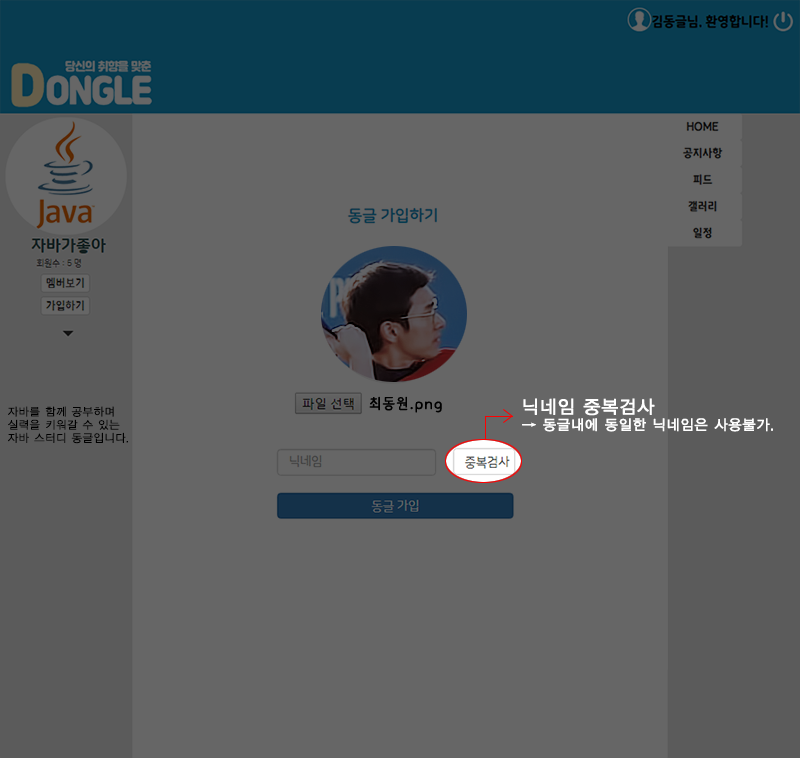 김동글님, 환영합니다!
당신의 취향을 맞춘
DONGLE
Java
자바가좋아
회원수 : 5 명
멤버보기
가입하기
자바를 함께 공부하며
실력을 키워갈 수 있는
자바 스터디 동글입니다.
동글 가입하기
P
파일 선택 최동원.png
닉네임 중복검사
→ 동글내에 동일한 닉네임은 사용불가.
닉네임
중복검사
동글 가입
HOME
공지사항
피드
갤러리
일정